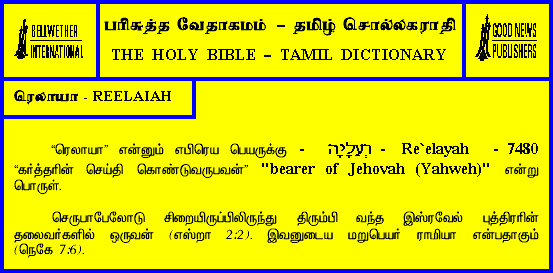 BELLWETHER
INTERNATIONAL
பரிசுத்த வேதாகமம் – தமிழ் சொல்லகராதி
THE HOLY BIBLE – TAMIL DICTIONARY
GOOD NEWS
PUBLISHERS
ரெலாயா - REELAIAH
“ரெலாயா” என்னும் எபிரெய பெயருக்கு - רְעֵלָיָה - Re`elayah - 7480
“கர்த்தரின் செய்தி கொண்டுவருபவன்” "bearer of Jehovah (Yahweh)" என்று
பொருள்.
செருபாபேலோடு சிறையிருப்பிலிருந்து திரும்பி வந்த இஸ்ரவேல் புத்திரரின்
தலைவர்களில் ஒருவன் (எஸ்றா 2:2). இவனுடைய மறுபெயர் ராமியா என்பதாகும்
(நெகே 7:6).